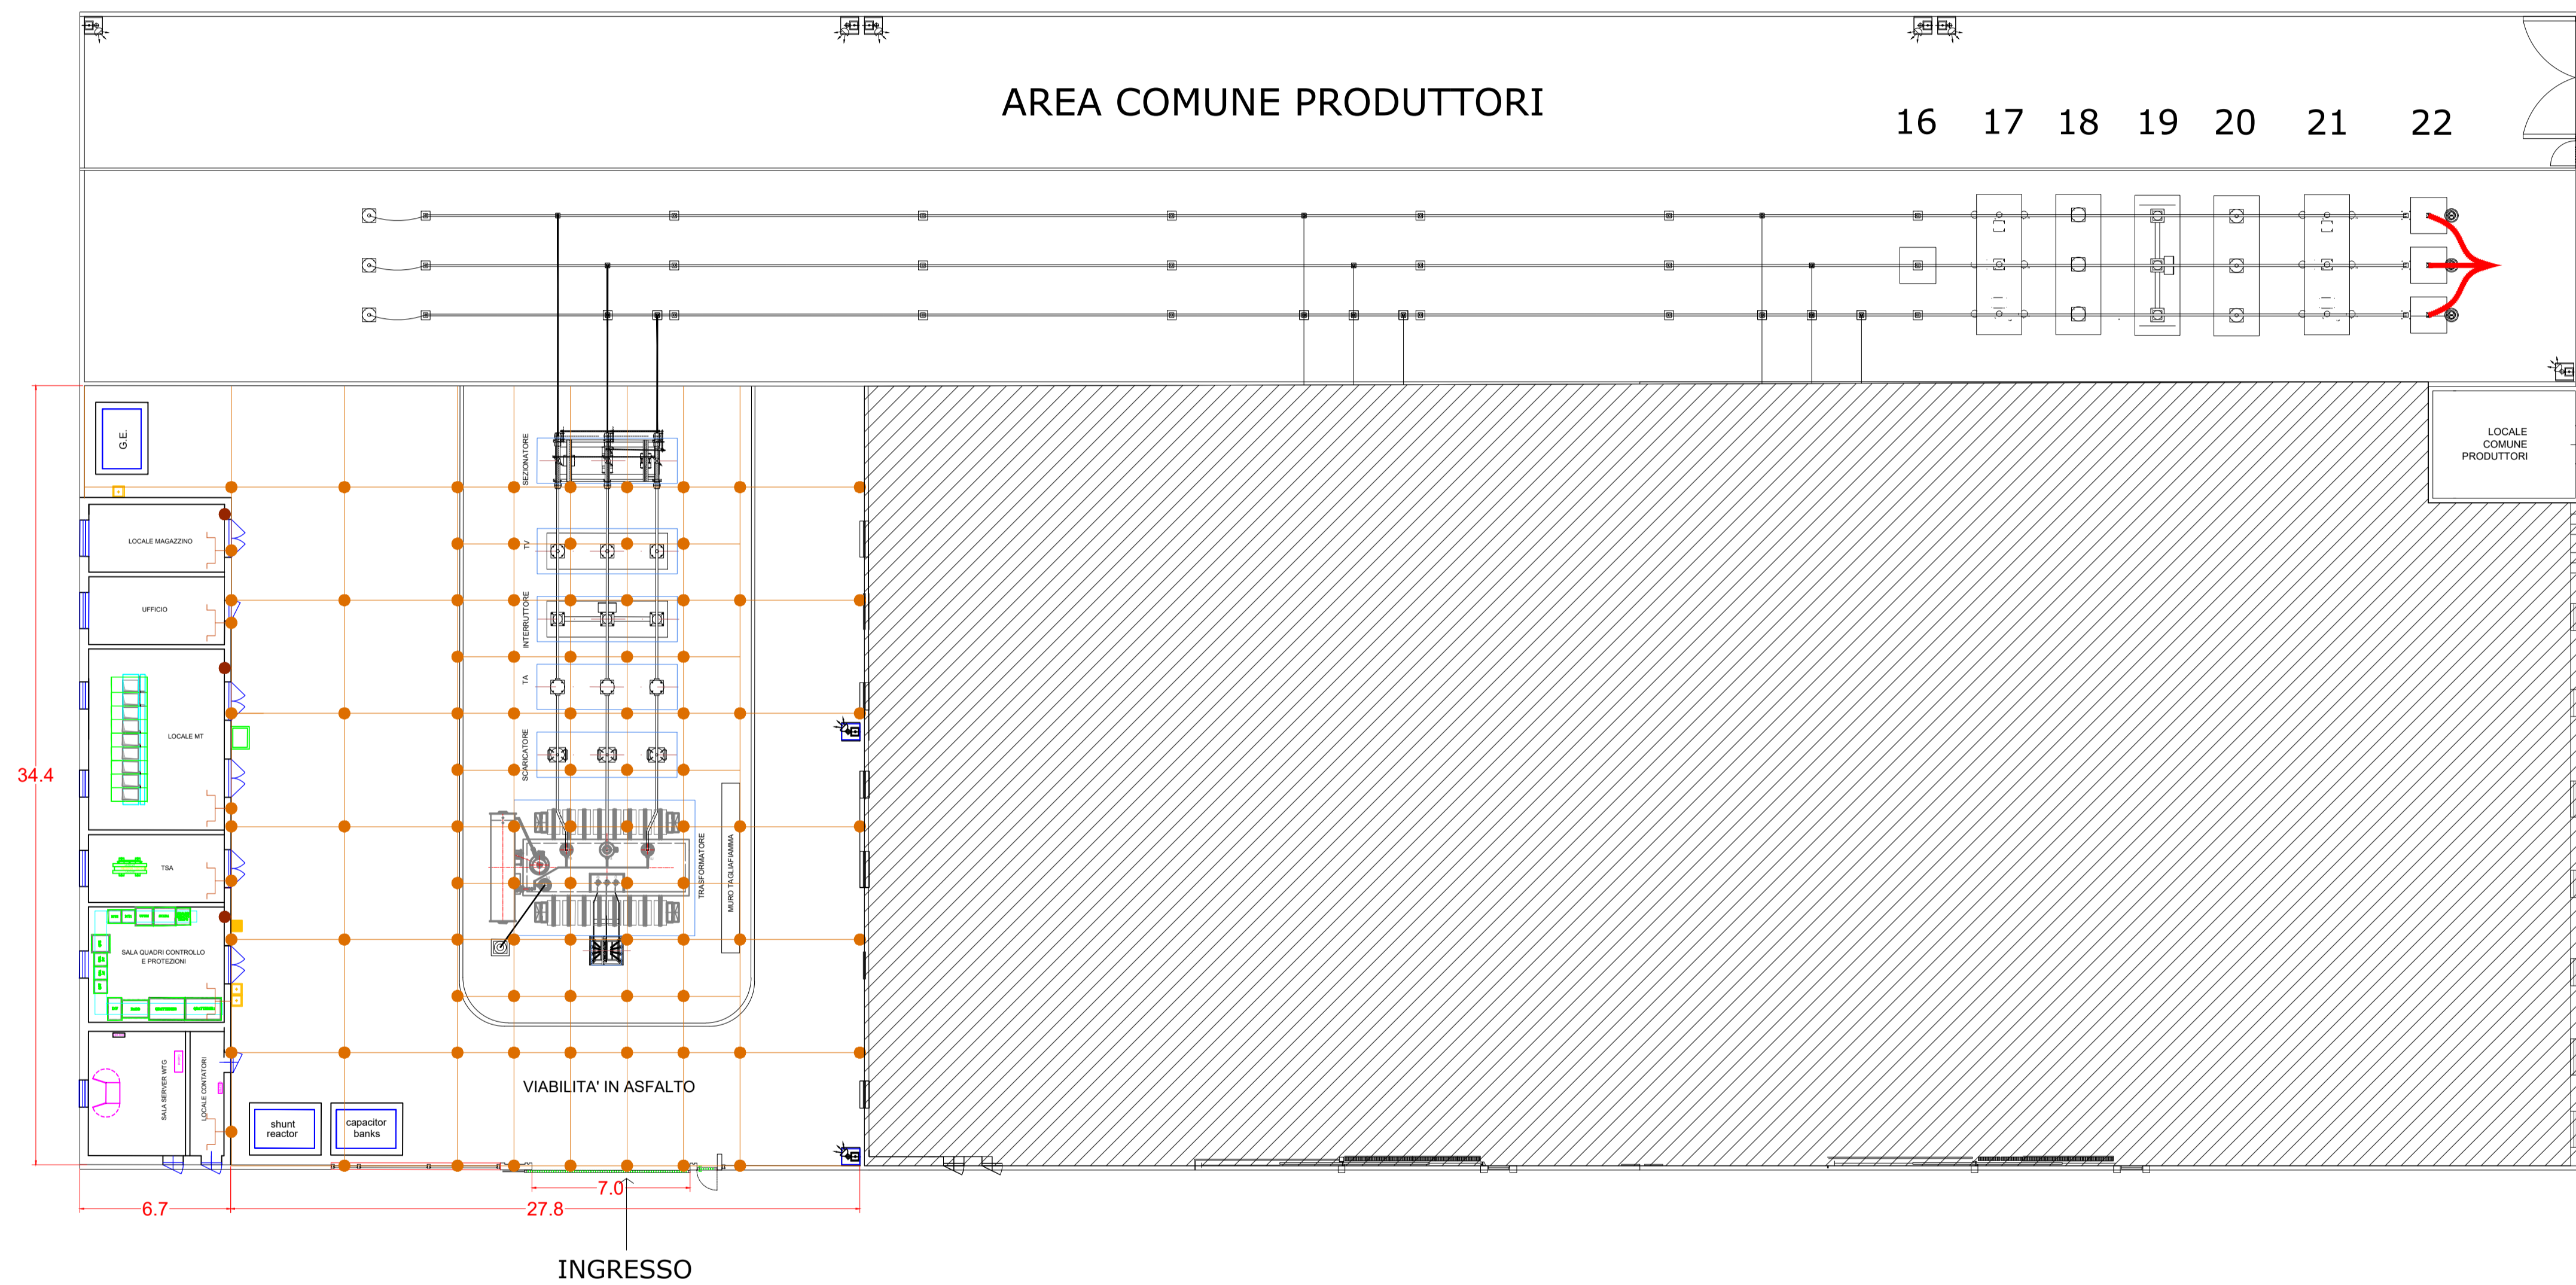 AREA COMUNE PRODUTTORI
16 17 18 19 20 21 22
G.E.
SEZIONATORE
LOCALE
COMUNE
PRODUTTORI
LOCALE MAGAZZINO
TV
UFFICIO
INTERRUTTORE
TA
LOCALE MT
SCARICATORE
34.4
TRASFORMATORE
MURO TAGLIAFIAMMA
TSA
SALA QUADRI CONTROLLO
E PROTEZIONI
SALA SERVER WTG
LOCALE CONTATORI
VIABILITA' IN ASFALTO
shunt
reactor
capacitor
banks
7.0
6.7
27.8
INGRESSO